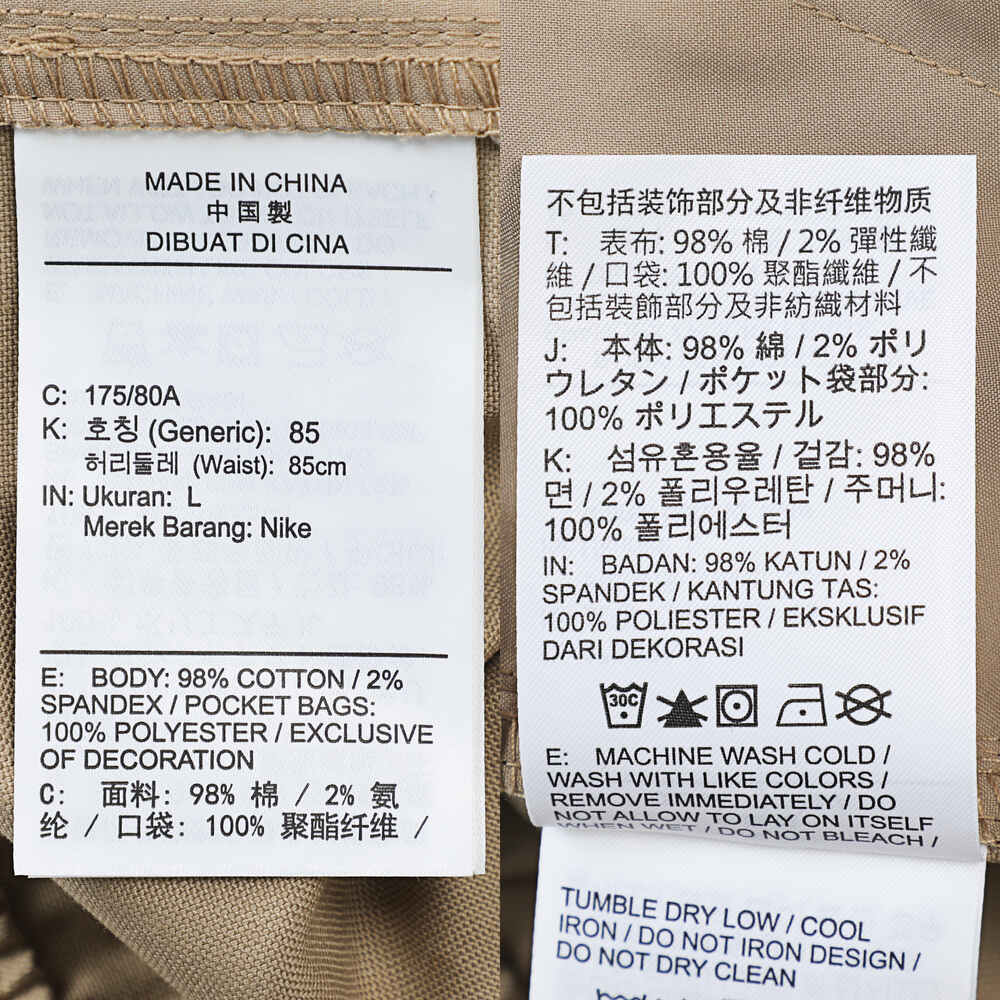 MADE IN CHINA
中国製
DIBUAT DI CINA
C: 175/80A
K: 호칭 (Generic): 85
허리둘레 (Waist): 85cm
IN: Ukuran: L
Merek Barang: Nike
E: BODY: 98% COTTON / 2%
SPANDEX / POCKET BAGS:
100% POLYESTER / EXCLUSIVE
OF DECORATION
C: 面料: 98% 棉 / 2% 氨
纶 / 口袋: 100% 聚酯纤维 /
不包括装饰部分及非纤维物质
T: 表布: 98% 棉 / 2% 彈性纖
維 / 口袋: 100% 聚酯纖維 / 不
包括裝飾部分及非紡織材料
J: 本体: 98% 綿 / 2% ポリ
ウレタン / ポケット袋部分:
100% ポリエステル
K: 섬유혼용율 / 겉감: 98%
면 / 2% 폴리우레탄 / 주머니:
100% 폴리에스터
IN: BADAN: 98% KATUN / 2%
SPANDEK / KANTUNG TAS:
100% POLIESTER / EKSKLUSIF
DARI DEKORASI
30C
E: MACHINE WASH COLD /
WASH WITH LIKE COLORS /
REMOVE IMMEDIATELY / DO
NOT ALLOW TO LAY ON ITSELF
WHEN WET / DO NOT BLEACH /
TUMBLE DRY LOW / COOL
IRON / DO NOT IRON DESIGN /
DO NOT DRY CLEAN